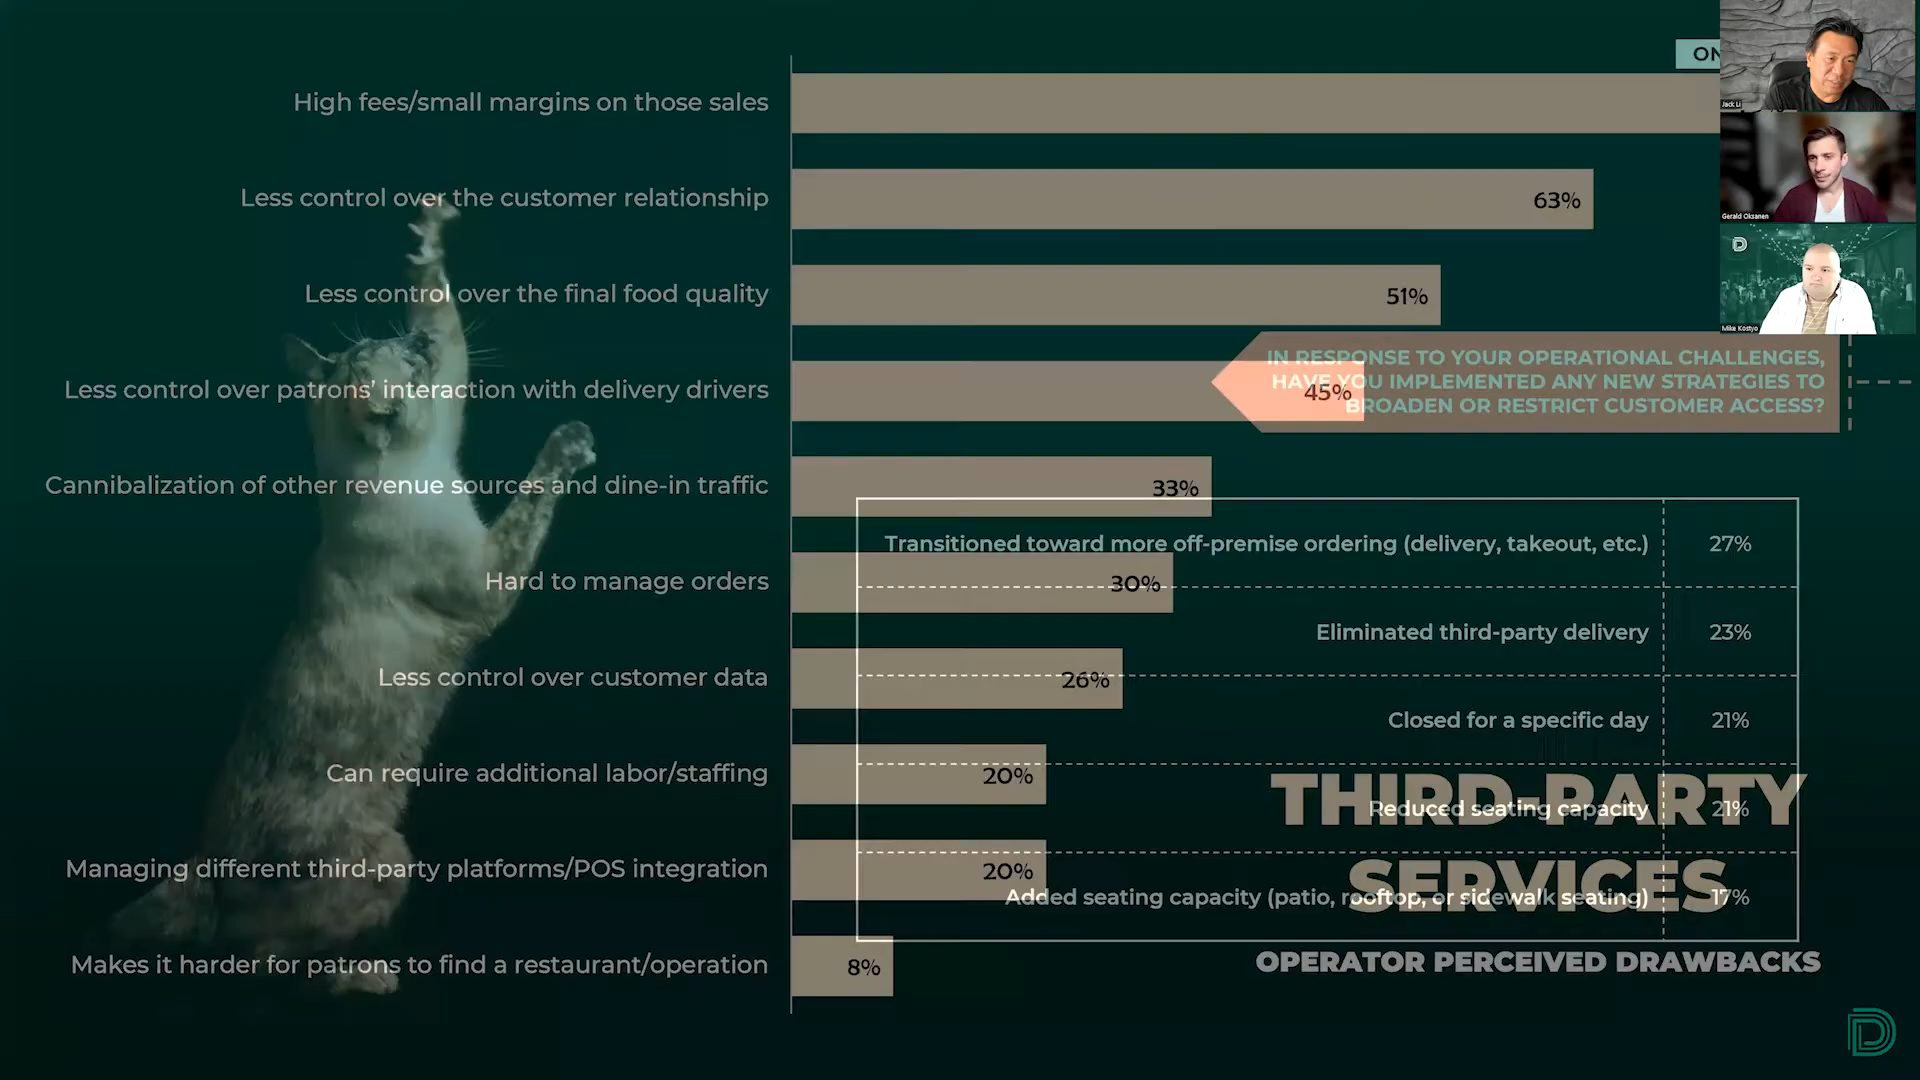 ON
High fees/small margins on those sales
Less control over the customer relationship
63%
Less control over the final food quality
51%
Less control over patrons' interaction with delivery drivers
45%
Cannibalization of other revenue sources and dine-in traffic
33%
Hard to manage orders
30%
Less control over customer data
26%
Can require additional labor/staffing
20%
Managing different third-party platforms/POS integration
20%
Makes it harder for patrons to find a restaurant/operation
8%
IN RESPONSE TO YOUR OPERATIONAL CHALLENGES,
HAVE YOU IMPLEMENTED ANY NEW STRATEGIES TO
BROADEN OR RESTRICT CUSTOMER ACCESS?
Transitioned toward more off-premise ordering (delivery, takeout, etc.)
27%
Eliminated third-party delivery
23%
Closed for a specific day
21%
Reduced seating capacity
21%
Added seating capacity (patio, rooftop, or sidewalk seating)
17%
THIRD-PARTY
SERVICES
OPERATOR PERCEIVED DRAWBACKS
Jack Li
Gerald Oksanen
Mike Kostyo